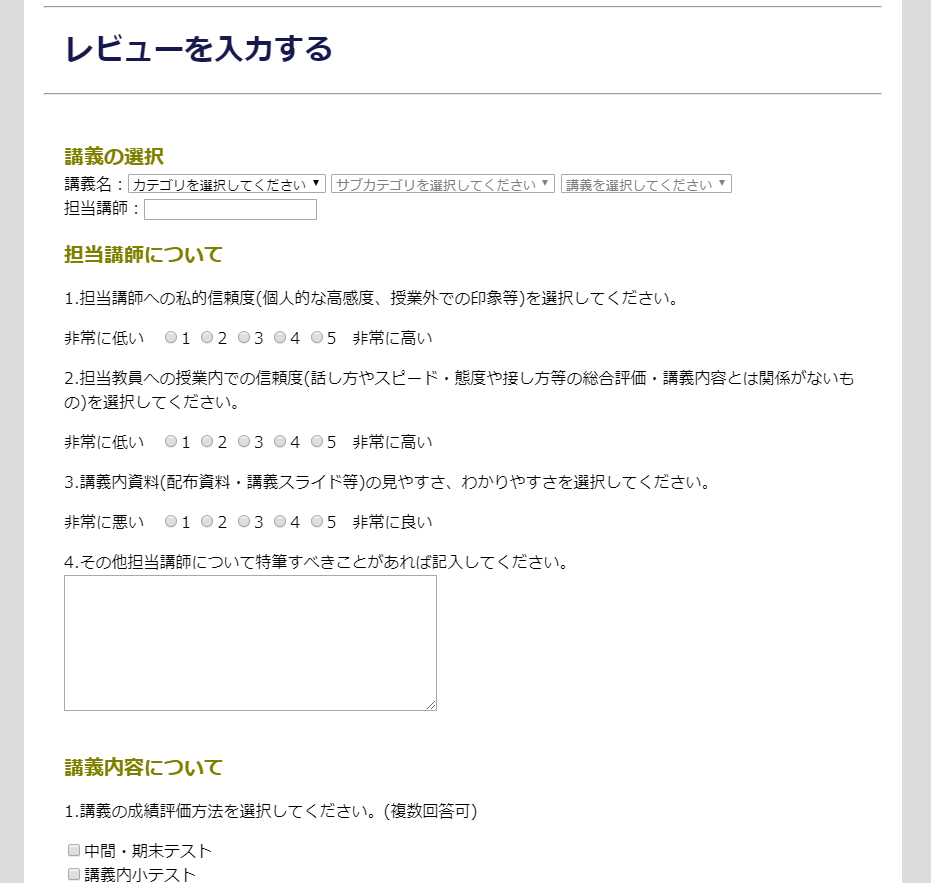 レビューを入力する
講義の選択
講義名：カテゴリを選択してください▼ サブカテゴリを選択してください▼ 講義を選択してください▼
担当講師：
担当講師について
1.担当講師への私的信頼度(個人的な高感度、授業外での印象等)を選択してください。
非常に低い 1 2 3 4 5 非常に高い
2.担当教員への授業内での信頼度(話し方やスピード・態度や接し方等の総合評価・講義内容とは関係がないも
の)を選択してください。
非常に低い 1 2 3 4 5 非常に高い
3.講義内資料(配布資料・講義スライド等)の見やすさ、わかりやすさを選択してください。
非常に悪い 1 2 3 4 5 非常に良い
4.その他担当講師について特筆すべきことがあれば記入してください。
講義内容について
1.講義の成績評価方法を選択してください。(複数回答可)
中間・期末テスト
講義内小テスト